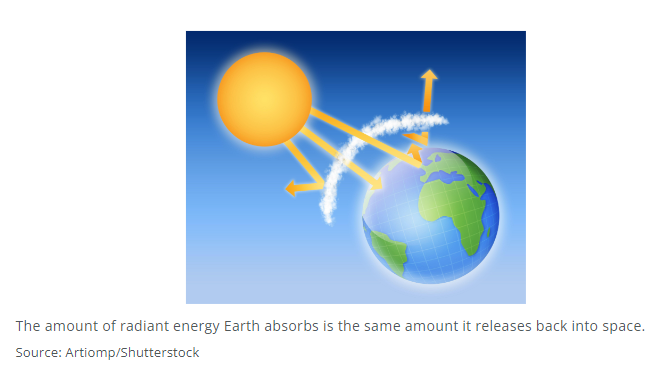 The amount of radiant energy Earth absorbs is the same amount it releases back into space.
Source: Artiomp/Shutterstock